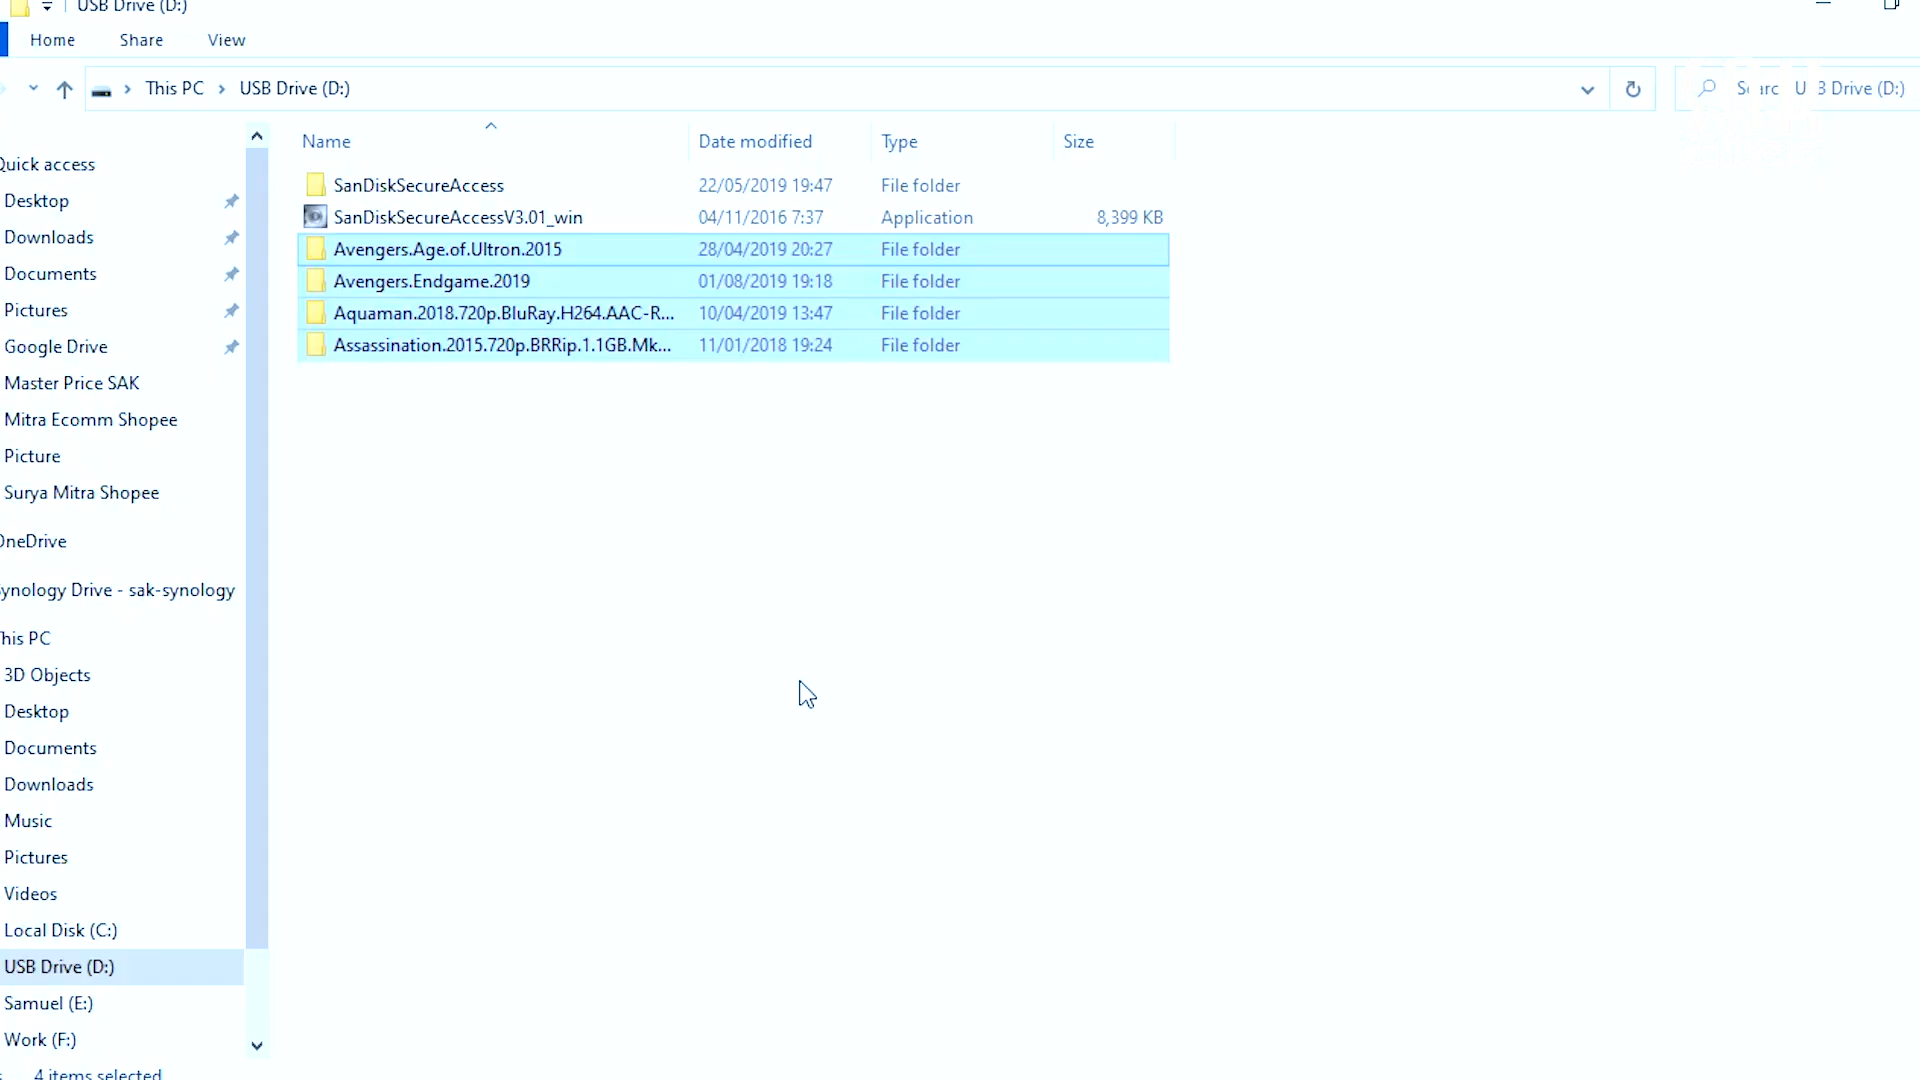 USB Drive (D:)
Home Share View
This PC USB Drive (D:)
USB Drive (D:)
Name Date modified Type Size
Quick access
Desktop
Downloads
Documents
Pictures
Google Drive
Master Price SAK
Mitra Ecomm Shopee
Picture
Surya Mitra Shopee
OneDrive
Synology Drive - sak-synology
This PC
3D Objects
Desktop
Documents
Downloads
Music
Pictures
Videos
Local Disk (C:)
USB Drive (D:)
Samuel (E:)
Work (F:)
SanDiskSecureAccess 22/05/2019 19:47 File folder
SanDiskSecureAccessV3.01_win 04/11/2016 7:37 Application 8,399 KB
Avengers.Age.of.Ultron.2015 28/04/2019 20:27 File folder
Avengers.Endgame.2019 01/08/2019 19:18 File folder
Aquaman.2018.720p.BluRay.H264.AAC-R... 10/04/2019 13:47 File folder
Assassination.2015.720p.BRRip.1.1GB.Mk... 11/01/2018 19:24 File folder
4 items selected